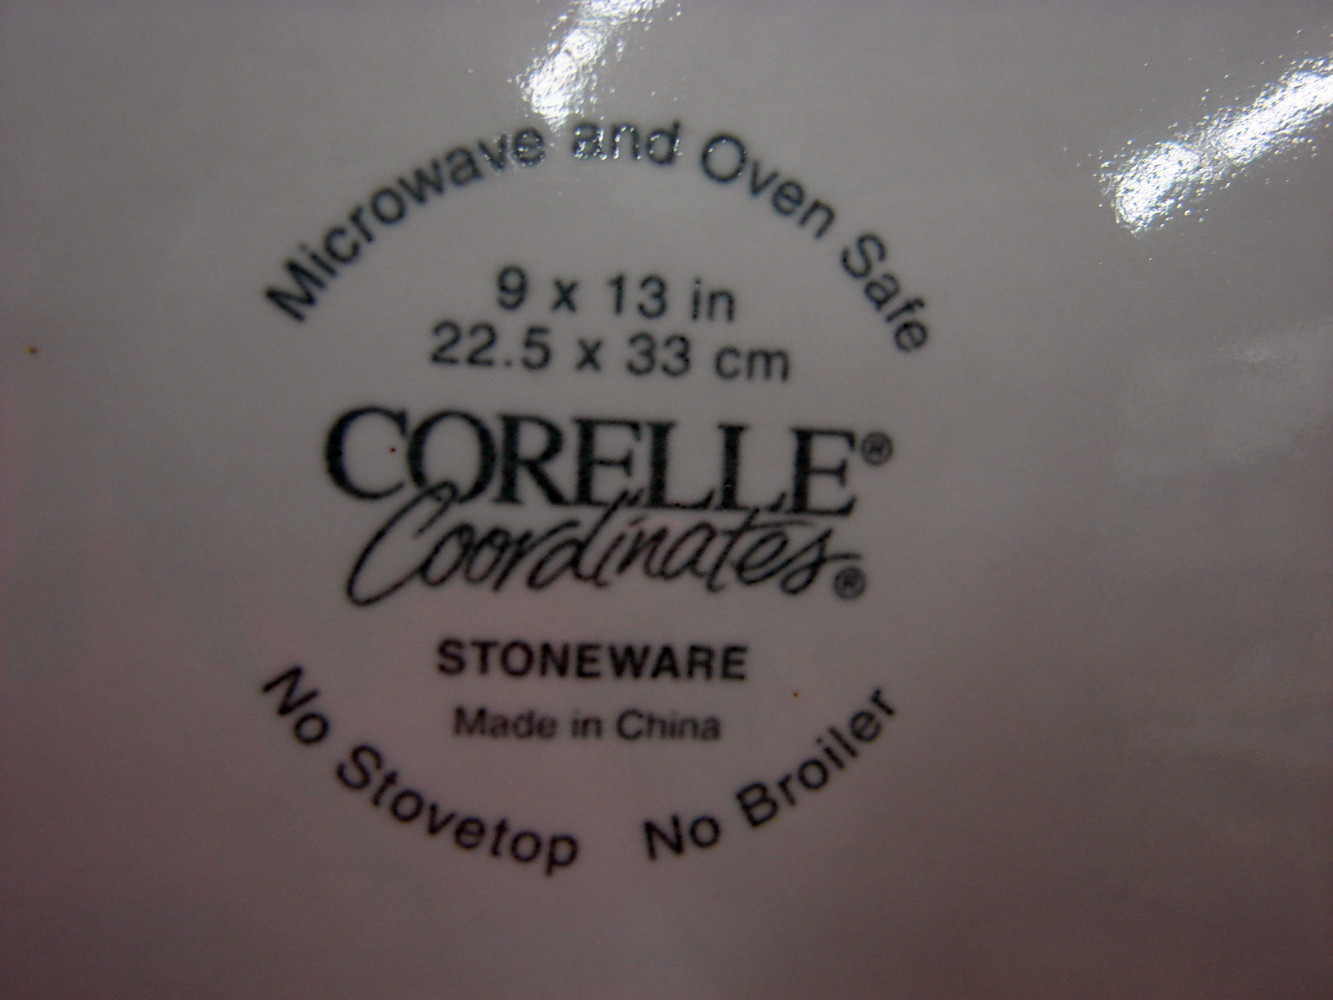 Microwave and Oven Safe
9 x 13 in
22.5 x 33 cm
CORELLE®
Coordinates®
STONEWARE
Made in China
No Stovetop No Broiler